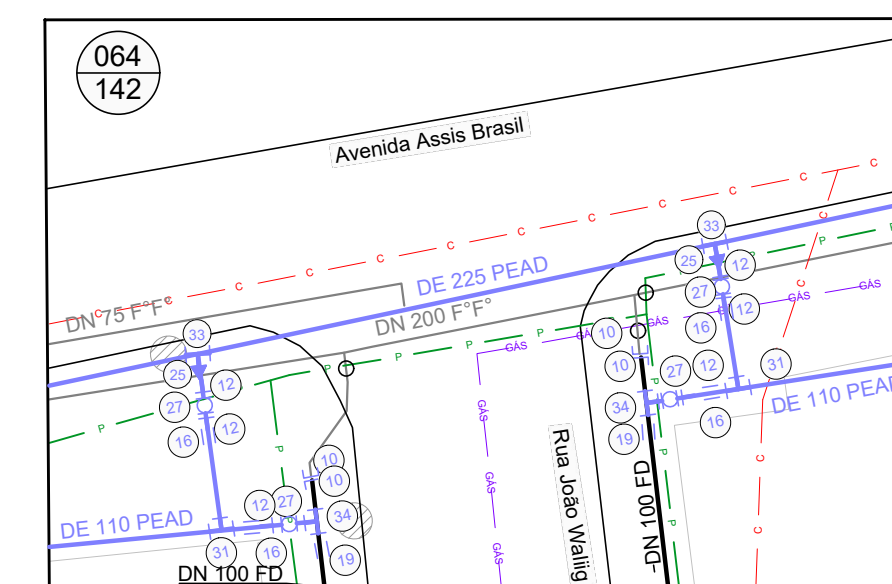 064
142
Avenida Assis Brasil
C C C C C C C C
C
C
C
C
C
DE 225 PEAD
DN 75 F°F°
DN 200 F°F°
33
25
12
27
12
16
33
25
12
27
12
16
P P P P P P
P P
P
P
P
P
P
P
GÁS GÁS GÁS GÁS
GÁS
GÁS
GÁS
GÁS
10
10
27
12
31
34
19
16
DE 110 PEAD
Rua João Wallig
DN 100 FD
10
10
12
27
34
DE 110 PEAD
31
16
19
DN 100 FD